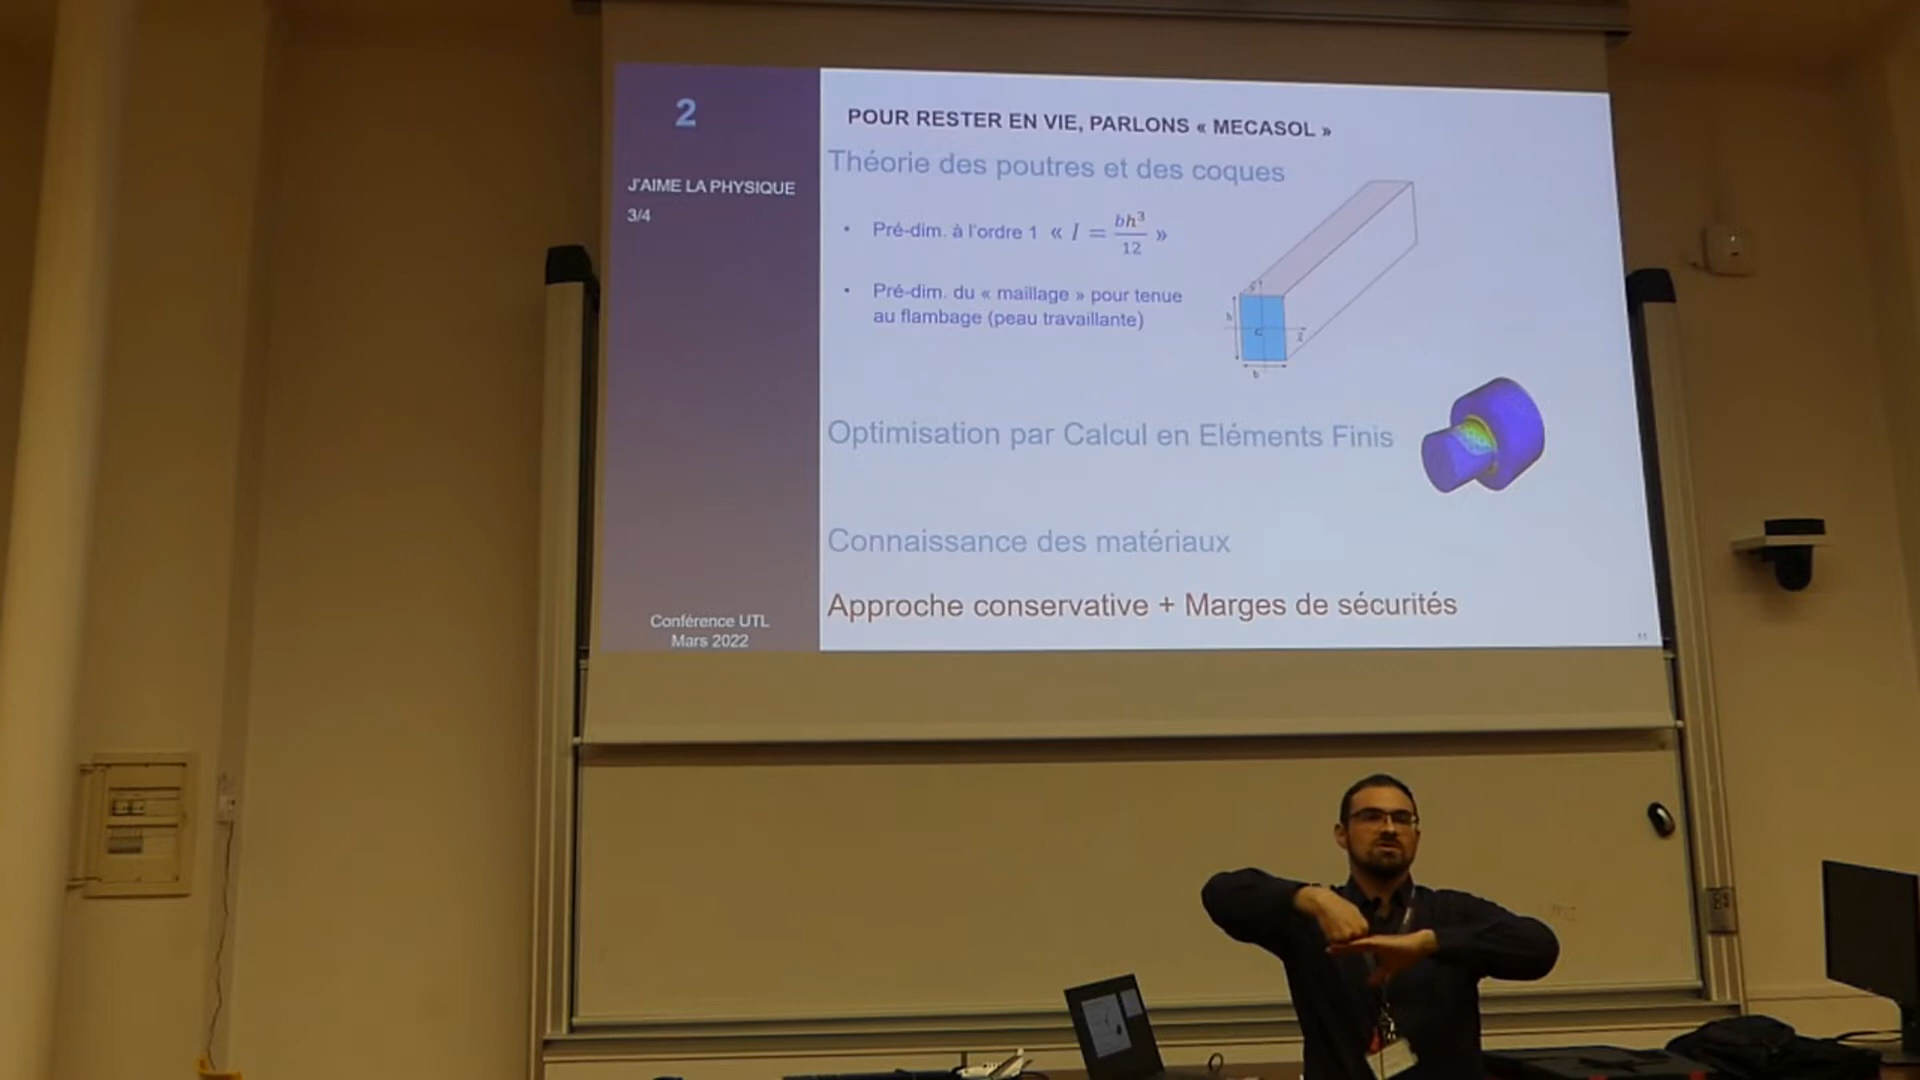 2
J'AIME LA PHYSIQUE
3/4
Conférence UTL
Mars 2022
POUR RESTER EN VIE, PARLONS « MECASOL »
Théorie des poutres et des coques
• Pré-dim. à l'ordre 1 « I = bh³/12 »
• Pré-dim. du « maillage » pour tenue
au flambage (peau travaillante)
h
b
Optimisation par Calcul en Eléments Finis
Connaissance des matériaux
Approche conservative + Marges de sécurités
11